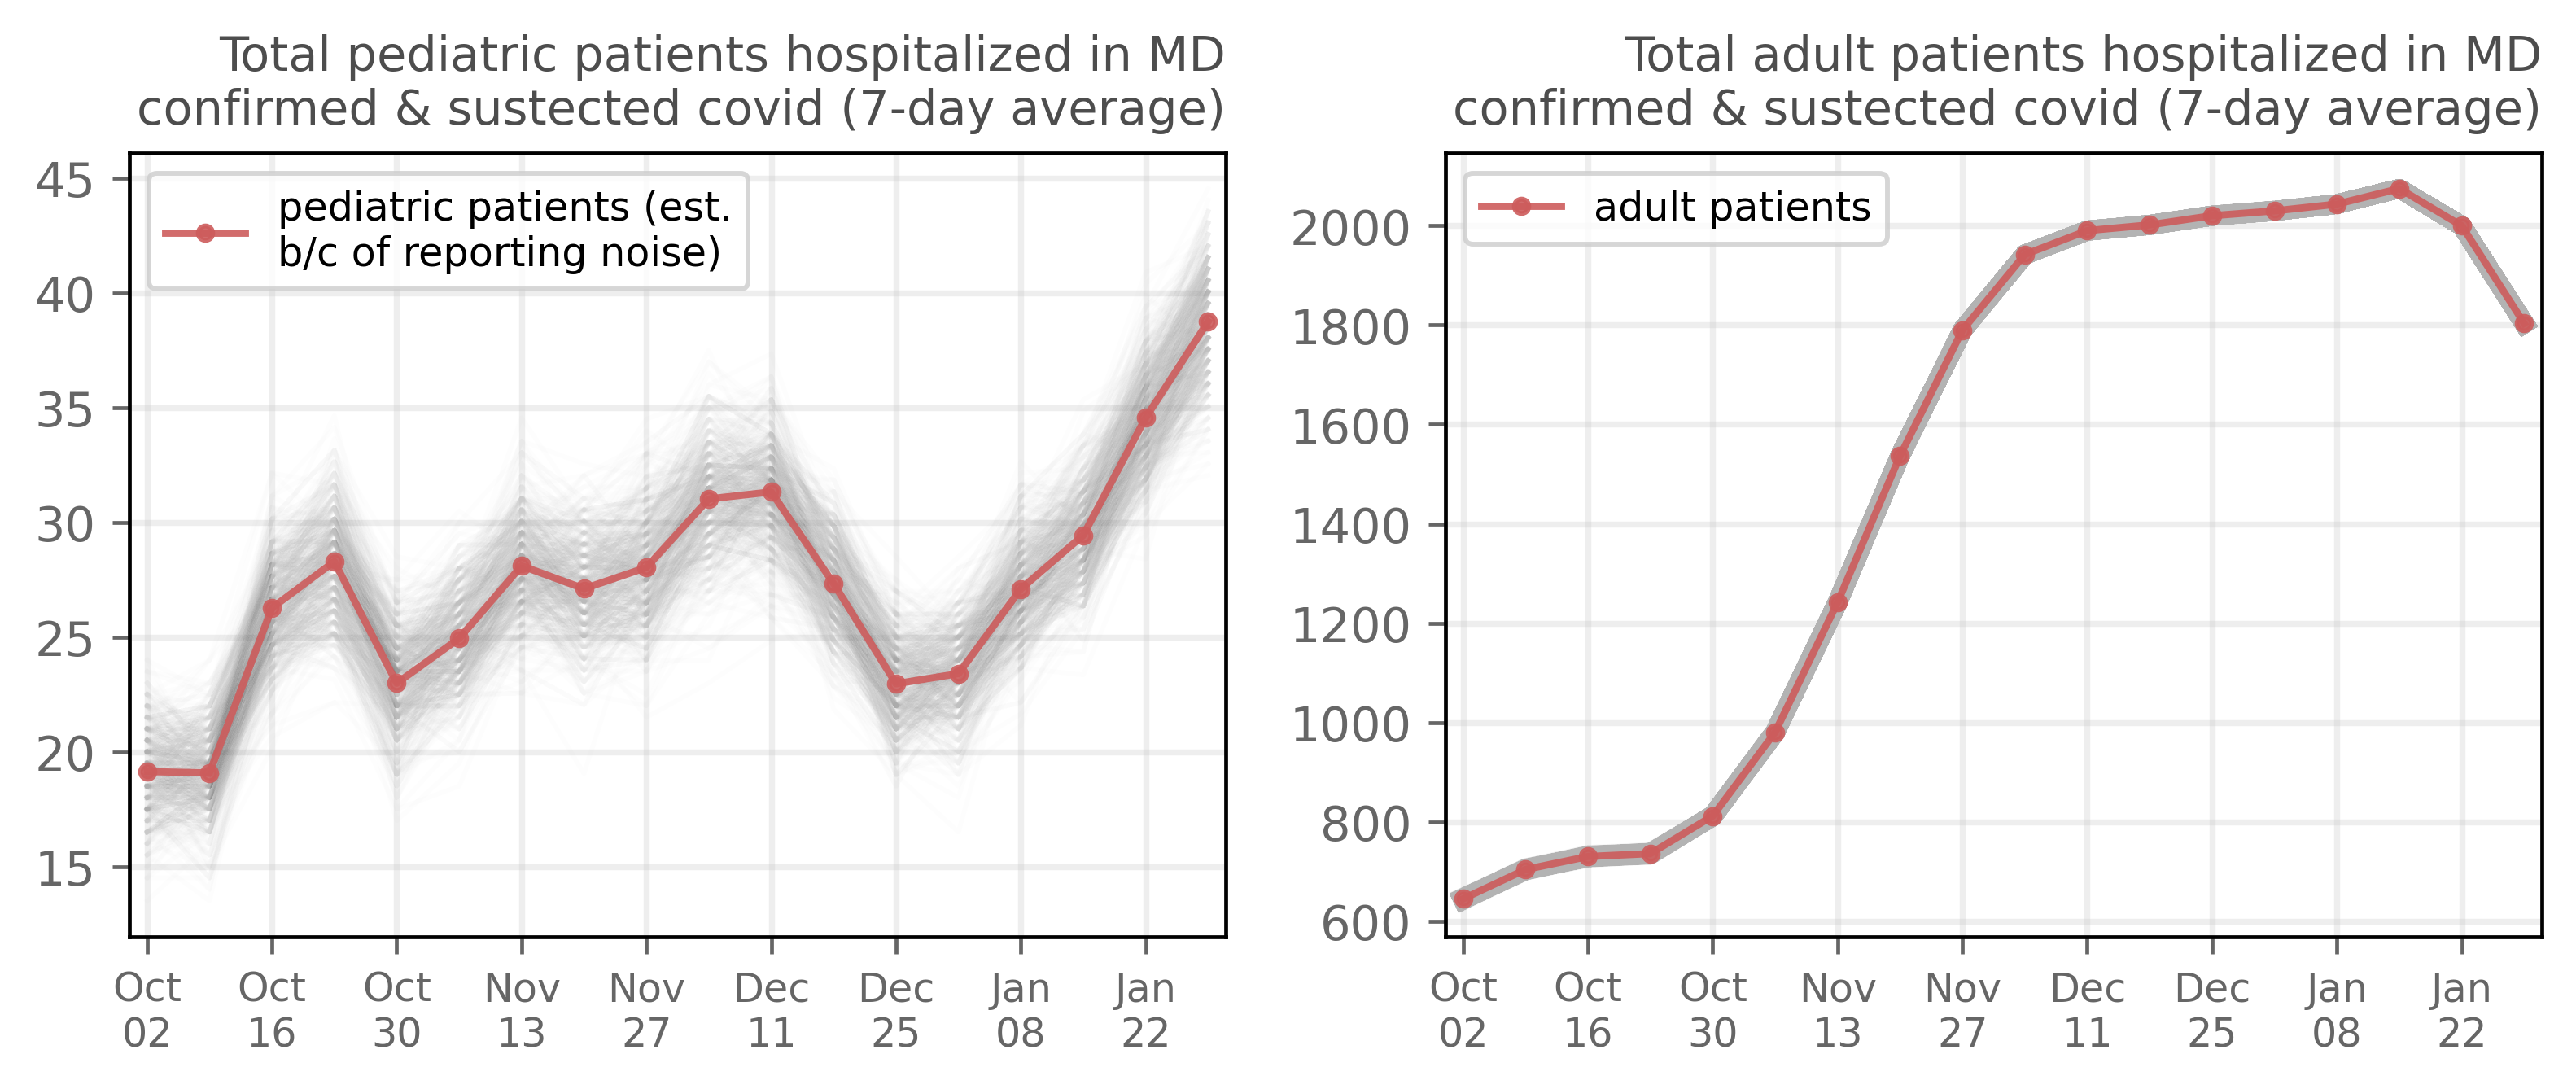 Total pediatric patients hospitalized in MD
confirmed & sustected covid (7-day average)
45
40
35
30
25
20
15
pediatric patients (est.
b/c of reporting noise)
Oct Oct Oct Nov Nov Dec Dec Jan Jan
02 16 30 13 27 11 25 08 22
Total adult patients hospitalized in MD
confirmed & sustected covid (7-day average)
2000
1800
1600
1400
1200
1000
800
600
adult patients
Oct Oct Oct Nov Nov Dec Dec Jan Jan
02 16 30 13 27 11 25 08 22